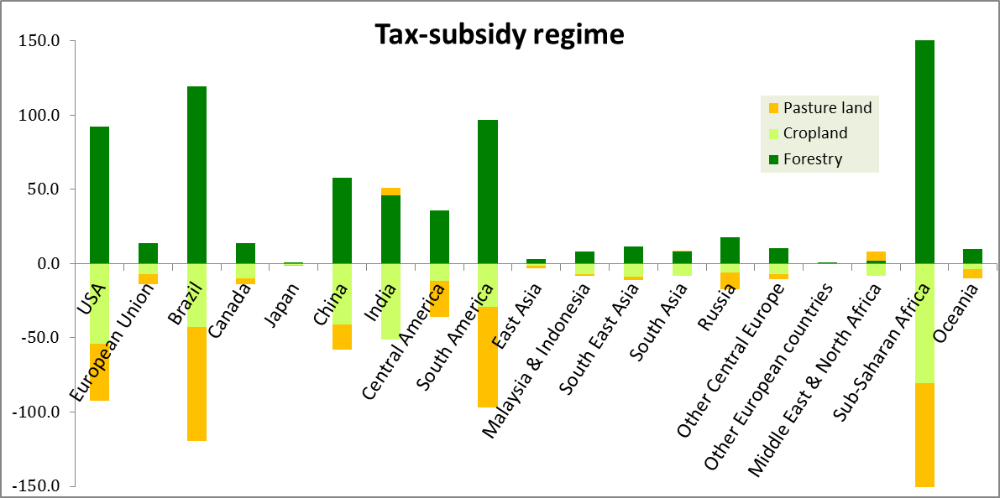 Tax-subsidy regime
150.0
100.0
50.0
0.0
-50.0
-100.0
-150.0
Pasture land
Cropland
Forestry
USA
European Union
Brazil
Canada
Japan
China
India
Central America
South America
East Asia
Malaysia & Indonesia
South East Asia
South Asia
Russia
Other Central Europe
Other European countries
Middle East & North Africa
Sub-Saharan Africa
Oceania